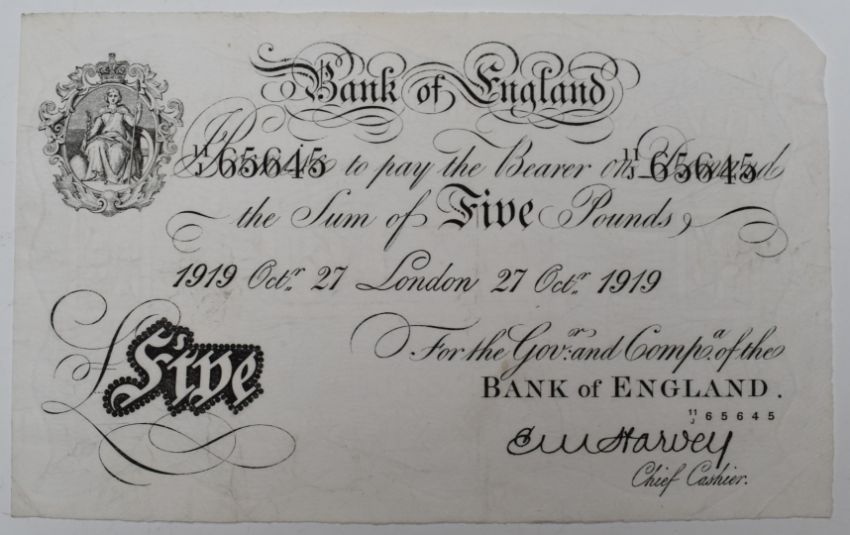 Bank of England
11/J 65645 I Promise to pay the Bearer on Demand 11/J 65645
the Sum of Five Pounds,
1919 Octr. 27 London 27 Octr. 1919
£ Five
For the Govr. and Compa. of the
BANK of ENGLAND.
11/J 65645
E M Harvey
Chief Cashier.